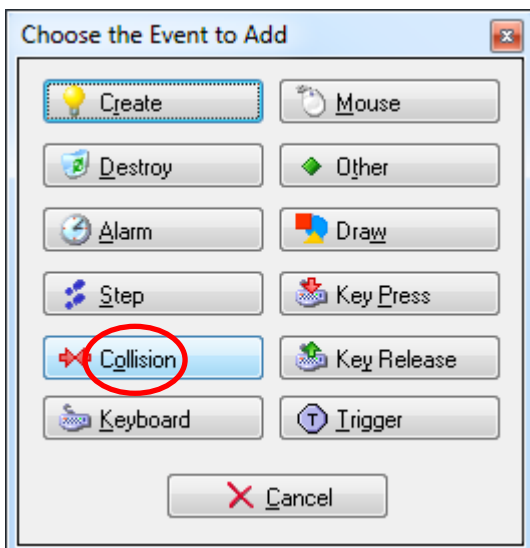 Choose the Event to Add
Create
Mouse
Destroy
Other
Alarm
Draw
Step
Key Press
Collision
Key Release
Keyboard
T
Trigger
Cancel